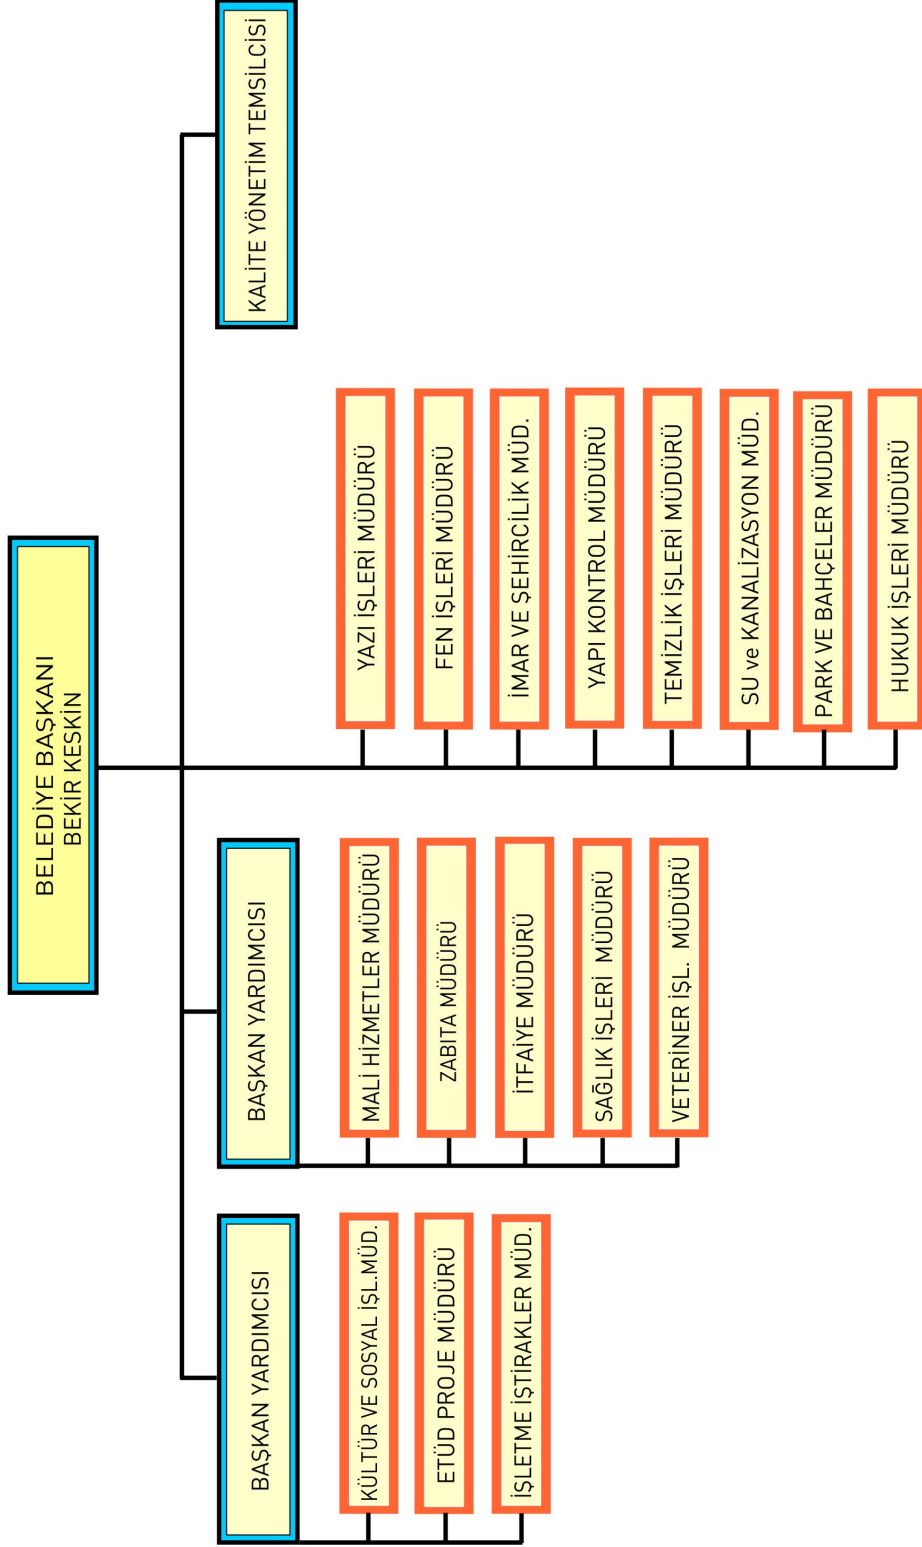 BELEDİYE BAŞKANI
BEKİR KESKİN
BAŞKAN YARDIMCISI
BAŞKAN YARDIMCISI
KALİTE YÖNETİM TEMSİLCİSİ
KÜLTÜR VE SOSYAL İŞL.MÜD.
ETÜD PROJE MÜDÜRÜ
İŞLETME İŞTİRAKLER MÜD.
MALİ HİZMETLER MÜDÜRÜ
ZABITA MÜDÜRÜ
İTFAİYE MÜDÜRÜ
SAĞLIK İŞLERİ  MÜDÜRÜ
VETERİNER İŞL.  MÜDÜRÜ
YAZI İŞLERİ MÜDÜRÜ
FEN İŞLERİ MÜDÜRÜ
İMAR VE ŞEHİRCİLİK MÜD.
YAPI KONTROL MÜDÜRÜ
TEMİZLİK İŞLERİ MÜDÜRÜ
SU ve KANALİZASYON MÜD.
PARK VE BAHÇELER MÜDÜRÜ
HUKUK İŞLERİ MÜDÜRÜ